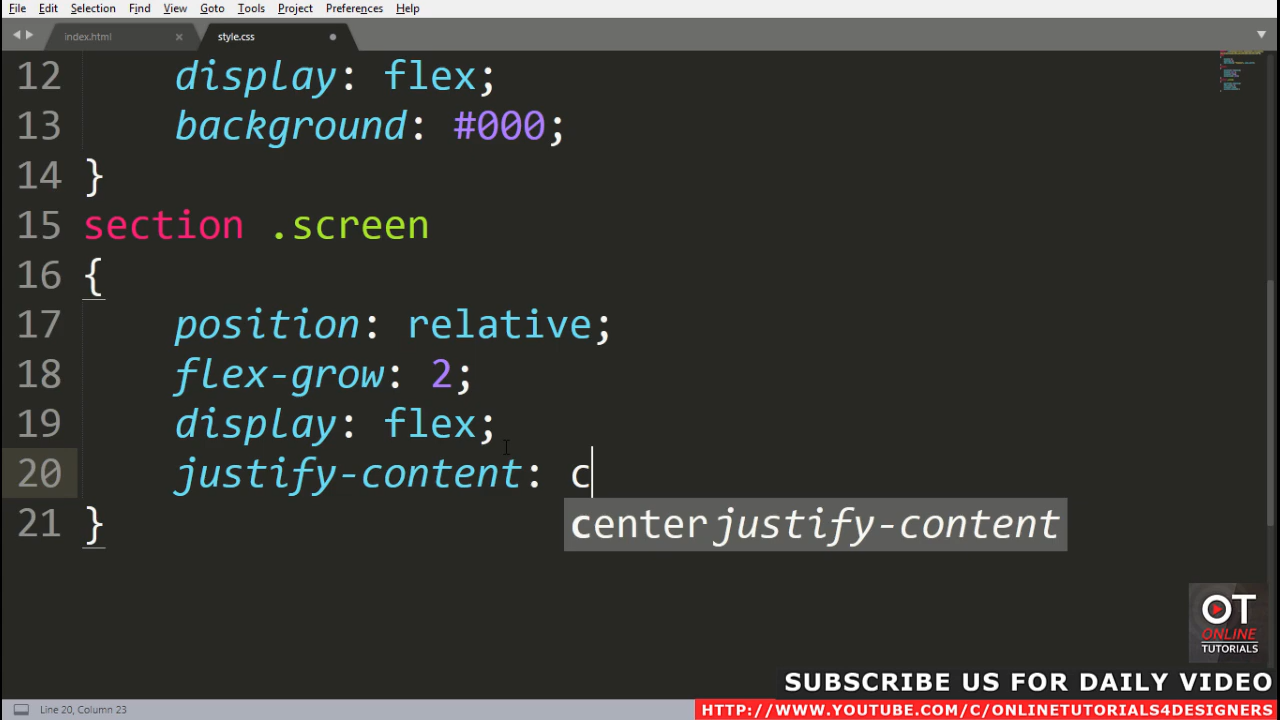 File Edit Selection Find View Goto Tools Project Preferences Help
index.html × style.css
12 display: flex;
13 background: #000;
14 }
15 section .screen
16 {
17 position: relative;
18 flex-grow: 2;
19 display: flex;
20 justify-content: c
centerjustify-content
21 }
OT
ONLINE
TUTORIALS
SUBSCRIBE US FOR DAILY VIDEO
Line 20, Column 23
HTTP://WWW.YOUTUBE.COM/C/ONLINETUTORIALS4DESIGNERS